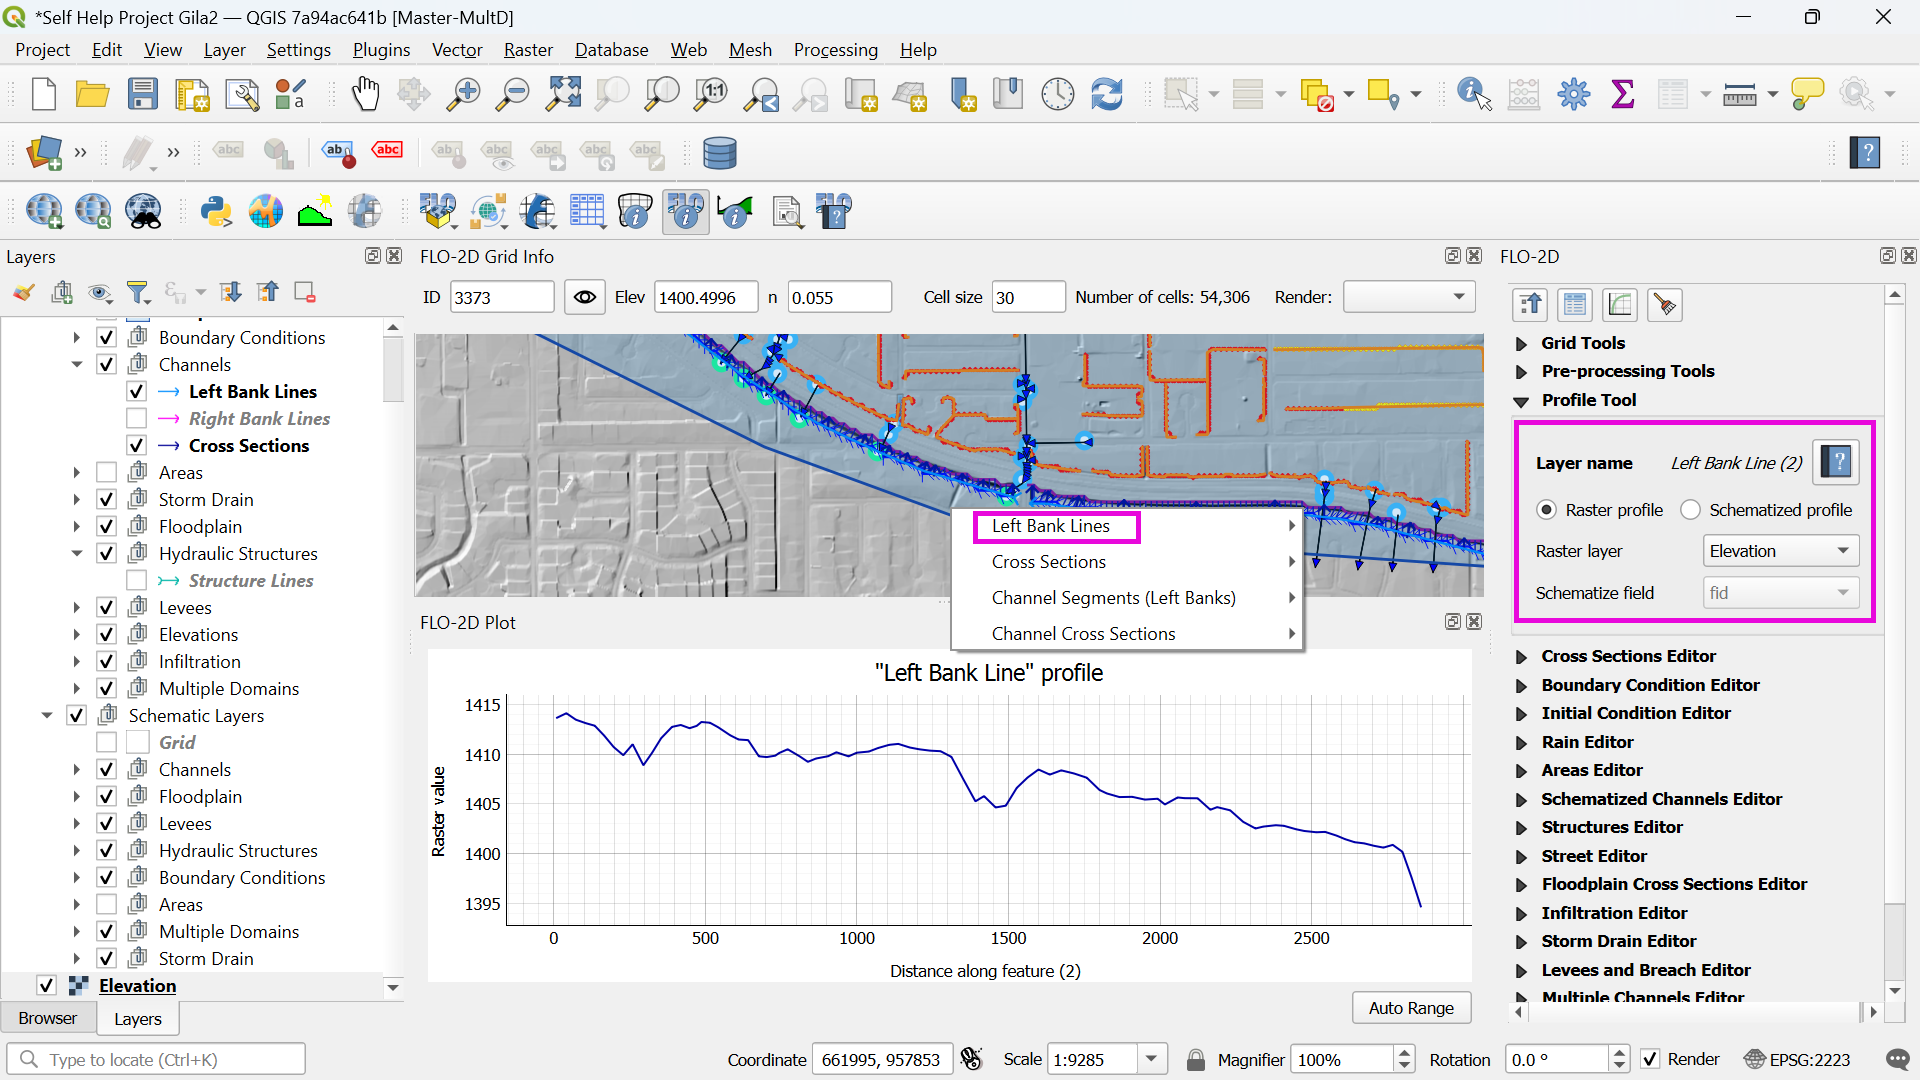 *Self Help Project Gila2 — QGIS 7a94ac641b [Master-MultD]
Project Edit View Layer Settings Plugins Vector Raster Database Web Mesh Processing Help
1:1
a
abc ab abc ab abc abc abc abc
FLO-2D Grid Info
Layers
FLO-2D
ID 3373 Elev 1400.4996 n 0.055 Cell size 30 Number of cells: 54,306 Render:
Boundary Conditions
Channels
Left Bank Lines
Right Bank Lines
Cross Sections
Areas
Storm Drain
Floodplain
Hydraulic Structures
Structure Lines
Levees
Elevations
Infiltration
Multiple Domains
Schematic Layers
Grid
Channels
Floodplain
Levees
Hydraulic Structures
Boundary Conditions
Areas
Multiple Domains
Storm Drain
Elevation
Browser Layers
Left Bank Lines
Cross Sections
Channel Segments (Left Banks)
Channel Cross Sections
FLO-2D Plot
"Left Bank Line" profile
Raster value
1415
1410
1405
1400
1395
0 500 1000 1500 2000 2500
Distance along feature (2)
Auto Range
Grid Tools
Pre-processing Tools
Profile Tool
Layer name Left Bank Line (2)
Raster profile Schematized profile
Raster layer Elevation
Schematize field fid
Cross Sections Editor
Boundary Condition Editor
Initial Condition Editor
Rain Editor
Areas Editor
Schematized Channels Editor
Structures Editor
Street Editor
Floodplain Cross Sections Editor
Infiltration Editor
Storm Drain Editor
Levees and Breach Editor
Multiple Channels Editor
Type to locate (Ctrl+K) Coordinate 661995, 957853 Scale 1:9285 Magnifier 100% Rotation 0.0 ° Render EPSG:2223